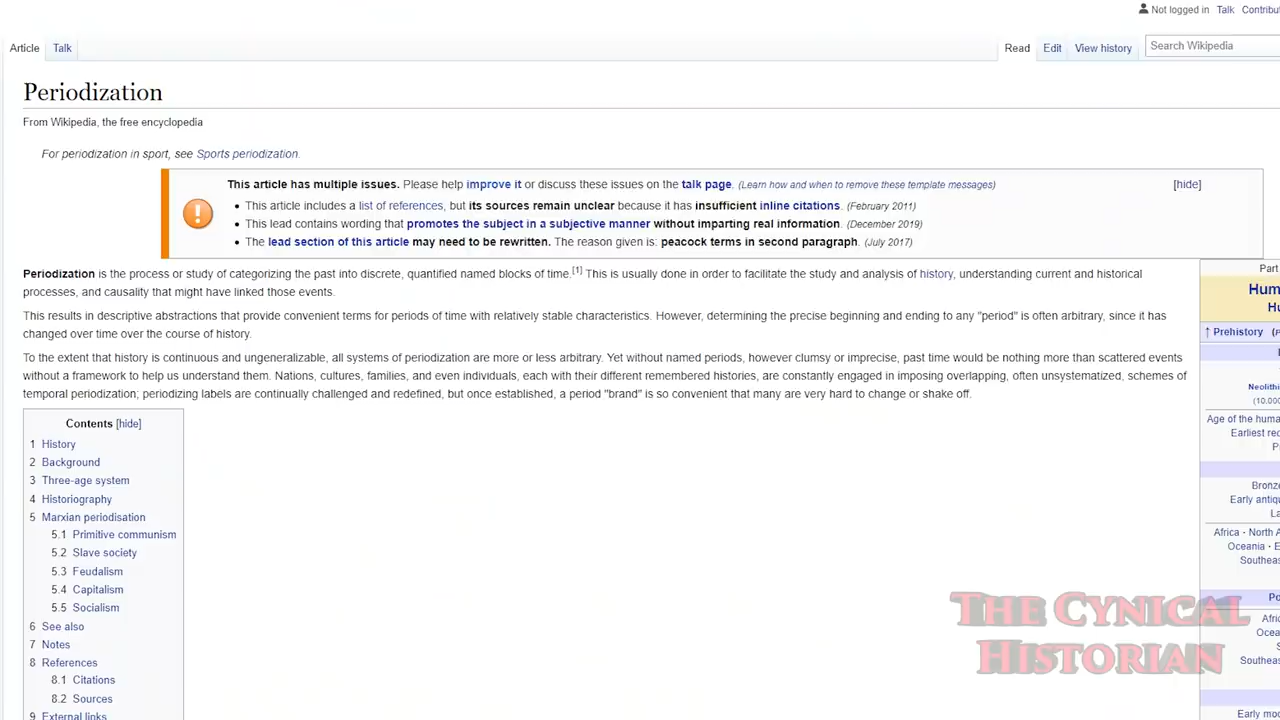 Not logged in Talk
Article Talk Read Edit View history Search Wikipedia
Periodization
From Wikipedia, the free encyclopedia
For periodization in sport, see Sports periodization.
This article has multiple issues. Please help improve it or discuss these issues on the talk page. (Learn how and when to remove these template messages) [hide]
• This article includes a list of references, but its sources remain unclear because it has insufficient inline citations. (February 2011)
• This lead contains wording that promotes the subject in a subjective manner without imparting real information. (December 2019)
• The lead section of this article may need to be rewritten. The reason given is: peacock terms in second paragraph. (July 2017)
Periodization is the process or study of categorizing the past into discrete, quantified named blocks of time.[1] This is usually done in order to facilitate the study and analysis of history, understanding current and historical
processes, and causality that might have linked those events.
This results in descriptive abstractions that provide convenient terms for periods of time with relatively stable characteristics. However, determining the precise beginning and ending to any "period" is often arbitrary, since it has
changed over time over the course of history.
To the extent that history is continuous and ungeneralizable, all systems of periodization are more or less arbitrary. Yet without named periods, however clumsy or imprecise, past time would be nothing more than scattered events
without a framework to help us understand them. Nations, cultures, families, and even individuals, each with their different remembered histories, are constantly engaged in imposing overlapping, often unsystematized, schemes of
temporal periodization; periodizing labels are continually challenged and redefined, but once established, a period "brand" is so convenient that many are very hard to change or shake off.
Contents [hide]
1 History
2 Background
3 Three-age system
4 Historiography
5 Marxian periodisation
5.1 Primitive communism
5.2 Slave society
5.3 Feudalism
5.4 Capitalism
5.5 Socialism
6 See also
7 Notes
8 References
8.1 Citations
8.2 Sources
9 External links
Part
↑ Prehistory
Age of the
Earliest
Africa · North
Oceania ·
Early
THE CYNICAL
HISTORIAN